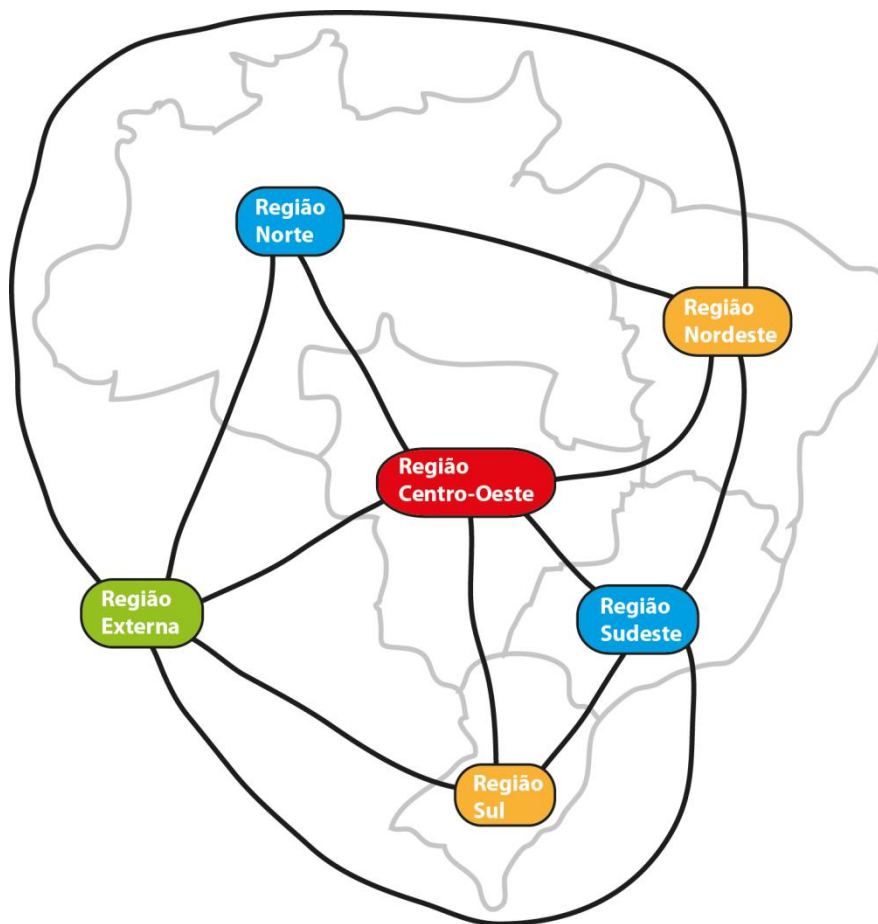 Região
Norte
Região
Nordeste
Região
Centro-Oeste
Região
Externa
Região
Sudeste
Região
Sul